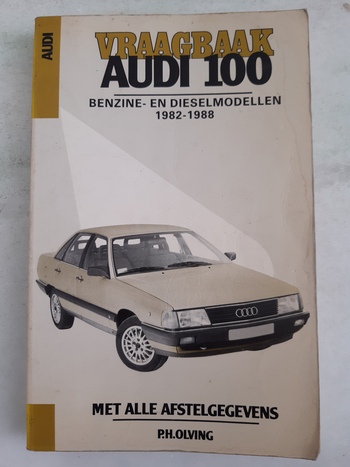 AUDI
VRAAGBAAK
AUDI 100
BENZINE- EN DIESELMODELLEN
1982-1988
MET ALLE AFSTELGEGEVENS
P.H.OLVING